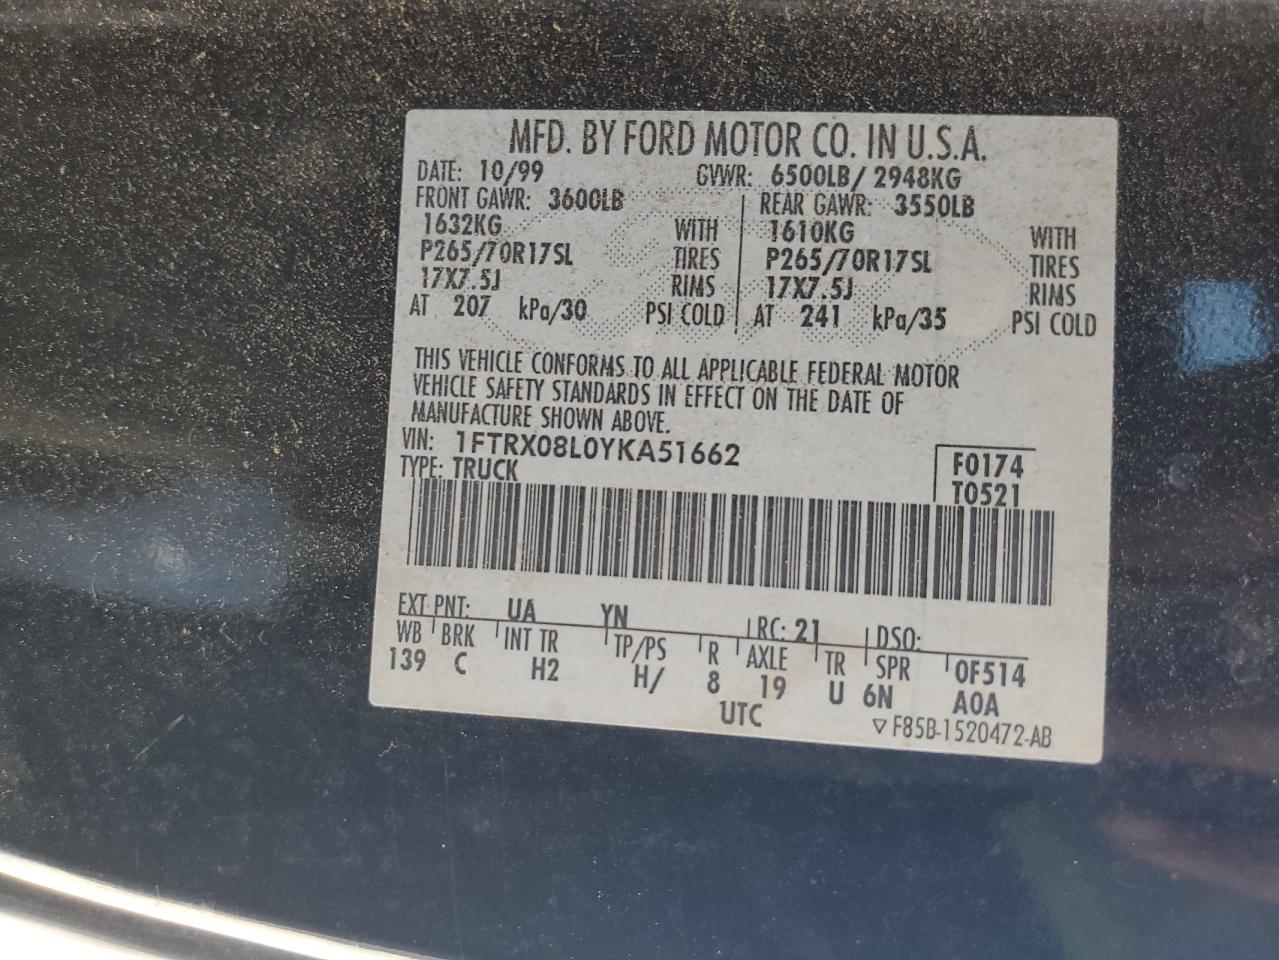 MFD. BY FORD MOTOR CO. IN U.S.A.
DATE: 10/99 GVWR: 6500LB/ 2948KG
FRONT GAWR: 3600LB REAR GAWR: 3550LB
1632KG WITH 1610KG WITH
P265/70R17SL TIRES P265/70R17SL TIRES
17X7.5J RIMS 17X7.5J RIMS
AT 207 kPa/30 PSI COLD AT 241 kPa/35 PSI COLD
THIS VEHICLE CONFORMS TO ALL APPLICABLE FEDERAL MOTOR
VEHICLE SAFETY STANDARDS IN EFFECT ON THE DATE OF
MANUFACTURE SHOWN ABOVE.
VIN: 1FTRX08L0YKA51662 F0174
TYPE: TRUCK T0521
EXT PNT: UA YN RC: 21 DSO:
WB BRK INT TR TP/PS R AXLE TR SPR 0F514
139 C H2 H/ 8 19 U 6N A0A
UTC ▽ F85B-1520472-AB